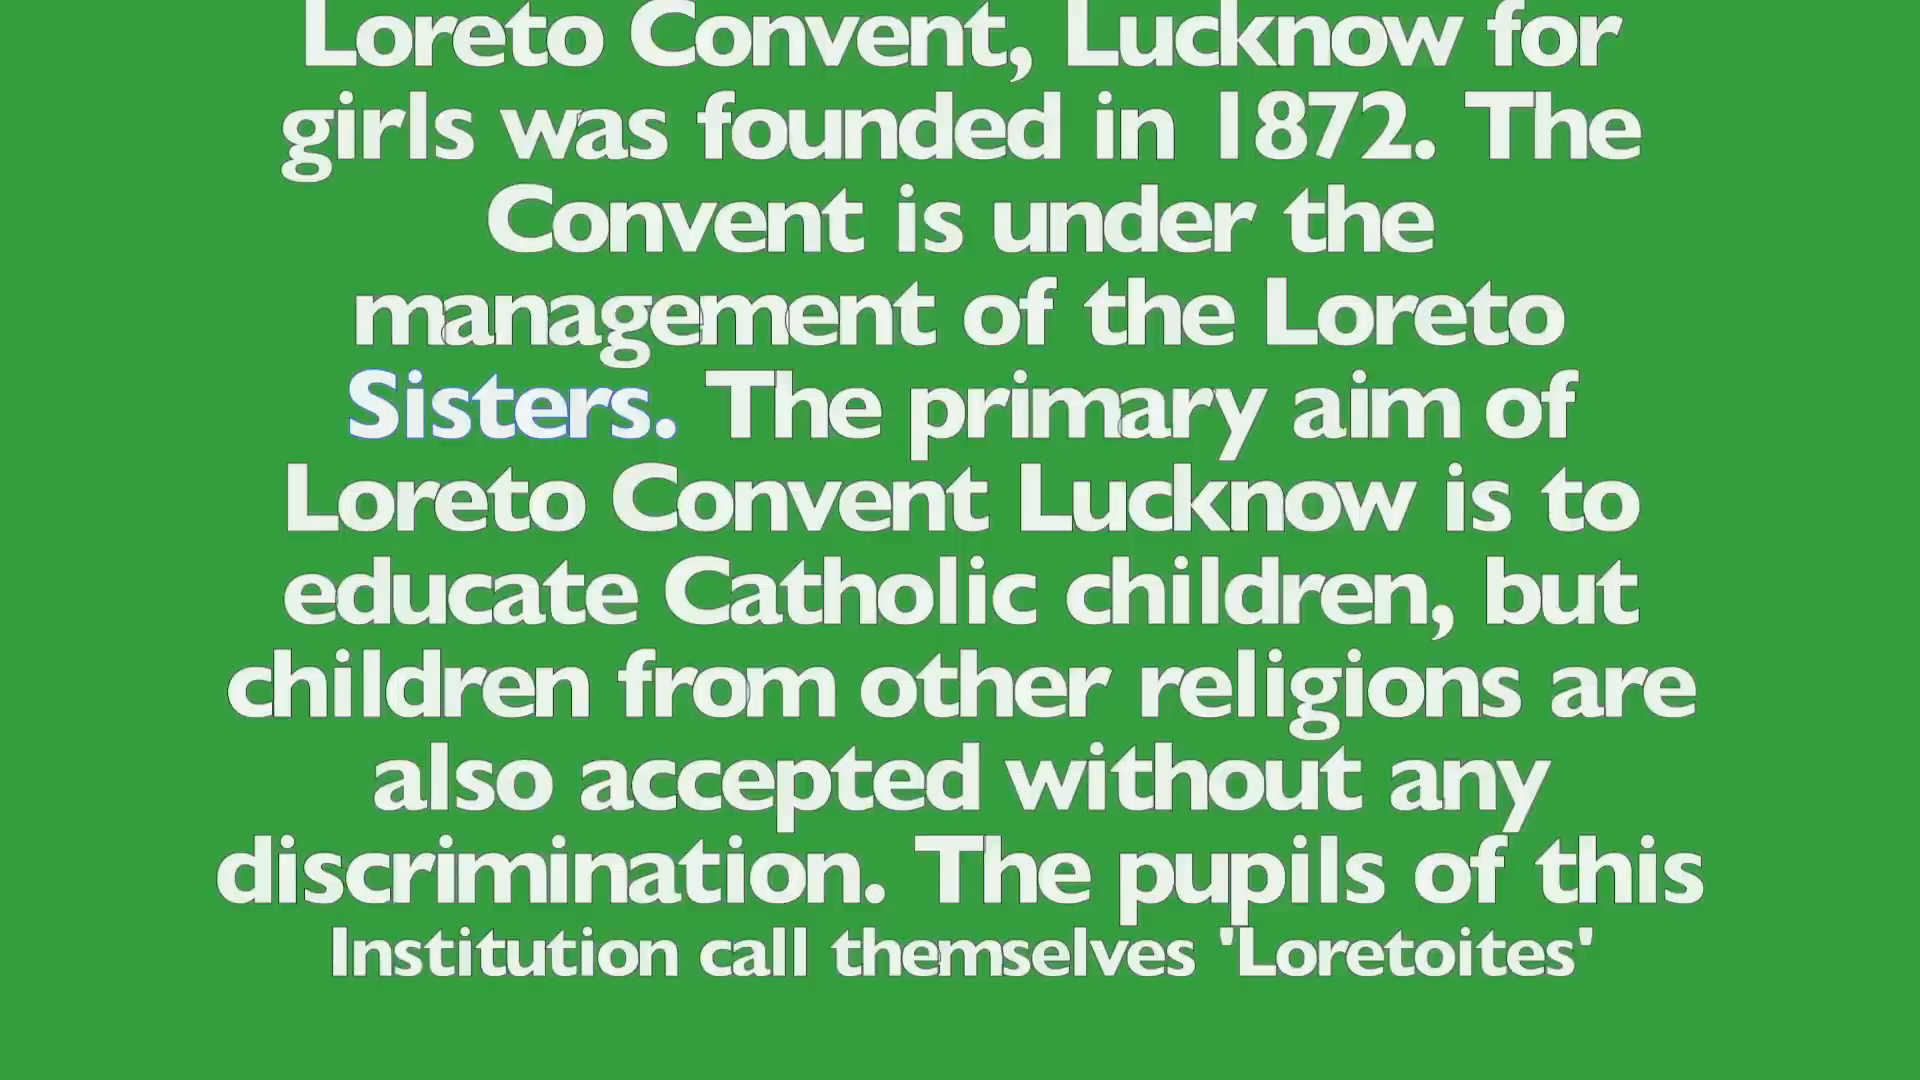 Loreto Convent, Lucknow for
girls was founded in 1872. The
Convent is under the
management of the Loreto
Sisters. The primary aim of
Loreto Convent Lucknow is to
educate Catholic children, but
children from other religions are
also accepted without any
discrimination. The pupils of this
Institution call themselves 'Loretoites'